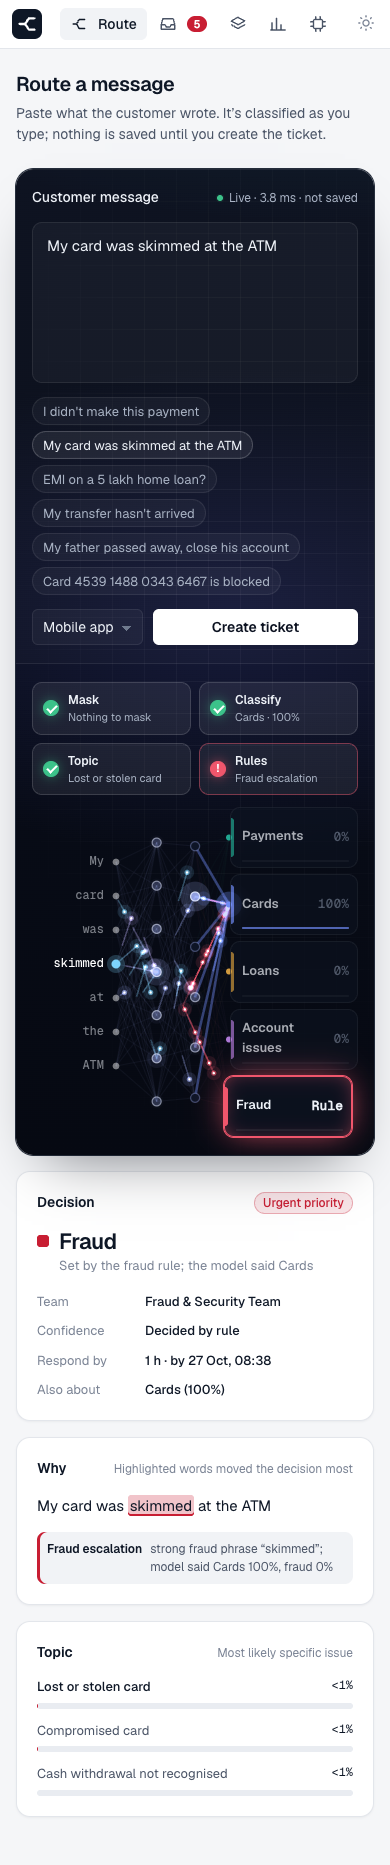 Route
5
Route a message
Paste what the customer wrote. It's classified as you
type; nothing is saved until you create the ticket.
Customer message
Live · 3.8 ms · not saved
My card was skimmed at the ATM
I didn't make this payment
My card was skimmed at the ATM
EMI on a 5 lakh home loan?
My transfer hasn't arrived
My father passed away, close his account
Card 4539 1488 0343 6467 is blocked
Mobile app
Create ticket
Mask
Nothing to mask
Classify
Cards · 100%
Topic
Lost or stolen card
Rules
Fraud escalation
My
card
was
skimmed
at
the
ATM
Payments 0%
Cards 100%
Loans 0%
Account
issues 0%
Fraud Rule
Decision
Urgent priority
Fraud
Set by the fraud rule; the model said Cards
Team Fraud & Security Team
Confidence Decided by rule
Respond by 1 h · by 27 Oct, 08:38
Also about Cards (100%)
Why
Highlighted words moved the decision most
My card was skimmed at the ATM
Fraud escalation strong fraud phrase “skimmed”;
model said Cards 100%, fraud 0%
Topic
Most likely specific issue
Lost or stolen card <1%
Compromised card <1%
Cash withdrawal not recognised <1%